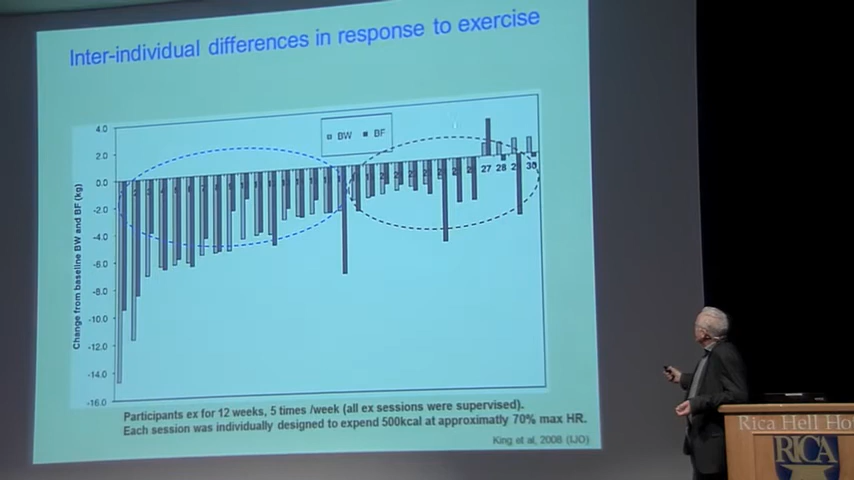 Inter-individual differences in response to exercise
BW BF
4.0
2.0
0.0
-2.0
-4.0
-6.0
-8.0
-10.0
-12.0
-14.0
-16.0
Change from baseline BW and BF (kg)
27 28 30
Participants ex for 12 weeks, 5 times /week (all ex sessions were supervised).
Each session was individually designed to expend 500kcal at approximatly 70% max HR.
King et al, 2008 (IJO)
Rica Hell Ho
RICA